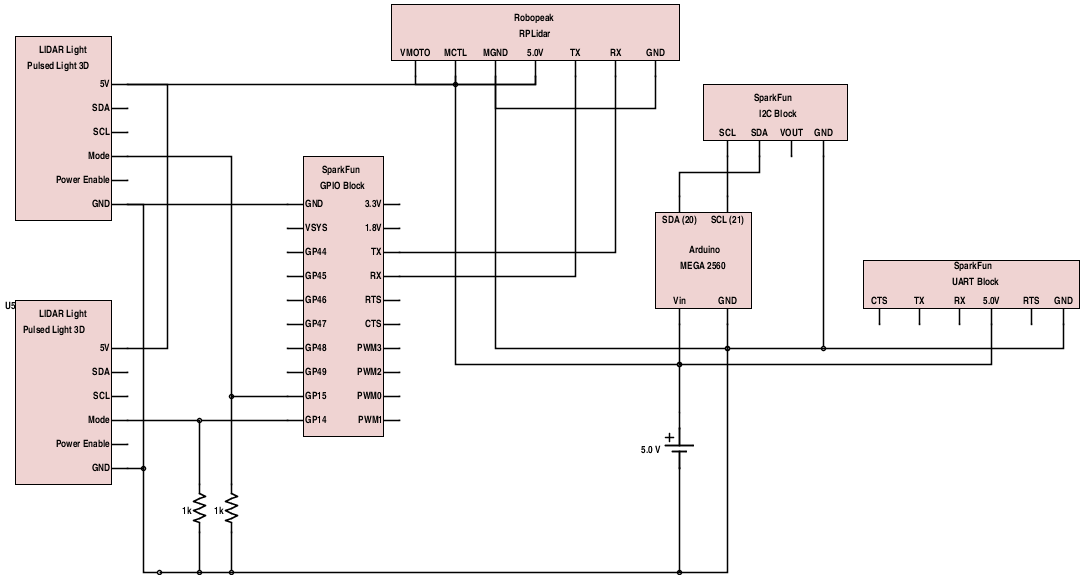 Robopeak
RPLidar
VMOTO MCTL MGND 5.0V TX RX GND
LIDAR Light
Pulsed Light 3D
5V
SDA
SCL
Mode
Power Enable
GND
SparkFun
I2C Block
SCL SDA VOUT GND
SparkFun
GPIO Block
GND 3.3V
VSYS 1.8V
GP44 TX
GP45 RX
GP46 RTS
GP47 CTS
GP48 PWM3
GP49 PWM2
GP15 PWM0
GP14 PWM1
SDA (20) SCL (21)
Arduino
MEGA 2560
Vin GND
SparkFun
UART Block
CTS TX RX 5.0V RTS GND
U5
LIDAR Light
Pulsed Light 3D
5V
SDA
SCL
Mode
Power Enable
GND
+
5.0 V
1k 1k